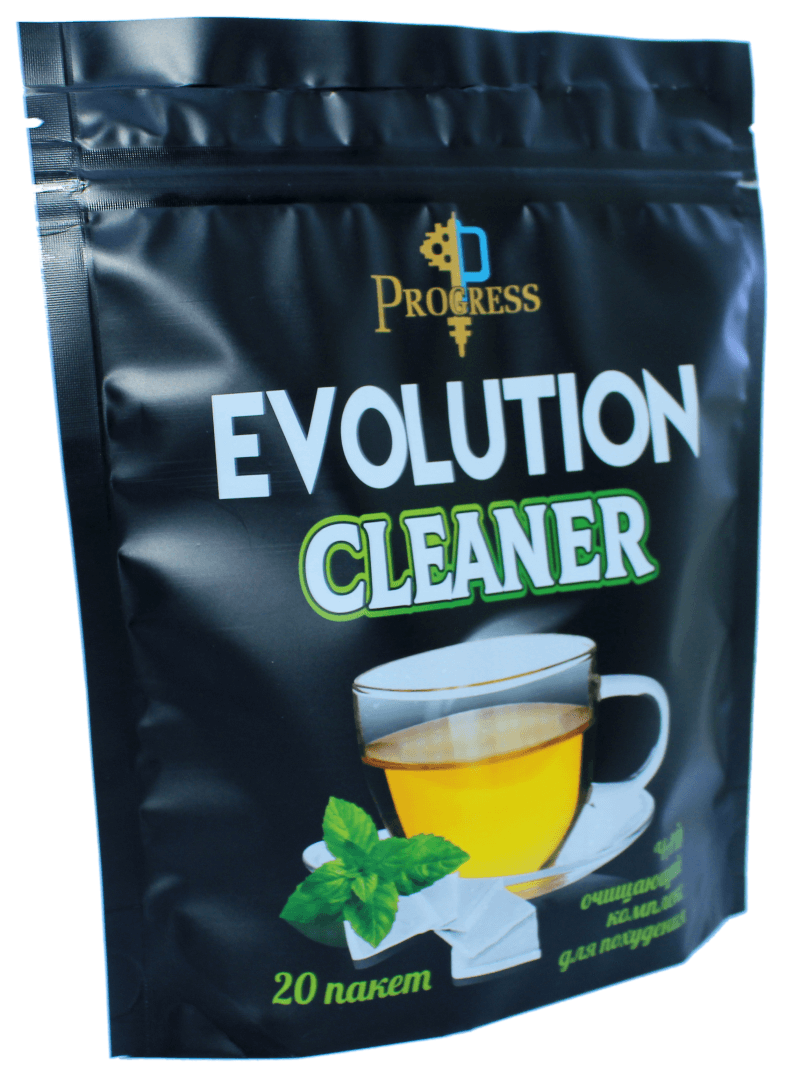 PROGRESS
EVOLUTION
CLEANER
чай
очищающий
комплекс
для похудения
20 пакет